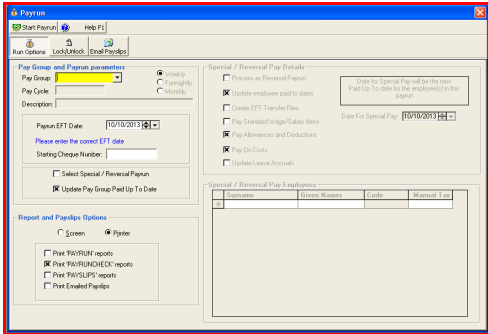 Payrun
Start Payrun Help F1
Run Options Lock/Unlock Email Payslips
Pay Group and Payrun parameters
Pay Group:
Weekly
Fortnightly
Pay Cycle:
Monthly
Description:
Payrun EFT Date: 10/10/2013
Please enter the correct EFT date
Starting Cheque Number:
Select Special / Reversal Payrun
Update Pay Group Paid Up To Date
Report and Payslips Options
Screen Printer
Print 'PAYRUN' reports
Print 'PAYRUNCHECK' reports
Print 'PAYSLIPS' reports
Print Emailed Payslips
Special / Reversal Pay Details
Process as Reversal Payrun
Update employee paid to dates
Create EFT Transfer Files
Pay Standard Wage/Salary Items
Pay Allowances and Deductions
Pay On Costs
Update Leave Accruals
Date for Special Pay will be the new
Paid Up To date for the employee(s) in this
payrun
Date For Special Pay: 10/10/2013
Special / Reversal Pay Employees
Surname Given Names Code Manual Tax